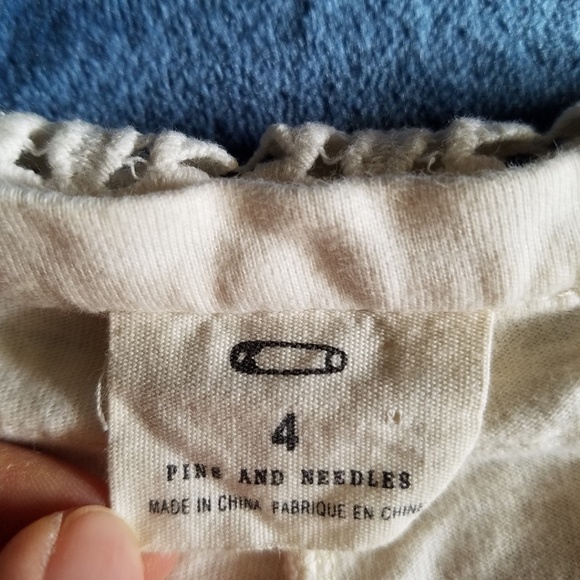 4
PINS AND NEEDLES
MADE IN CHINA FABRIQUE EN CHINE